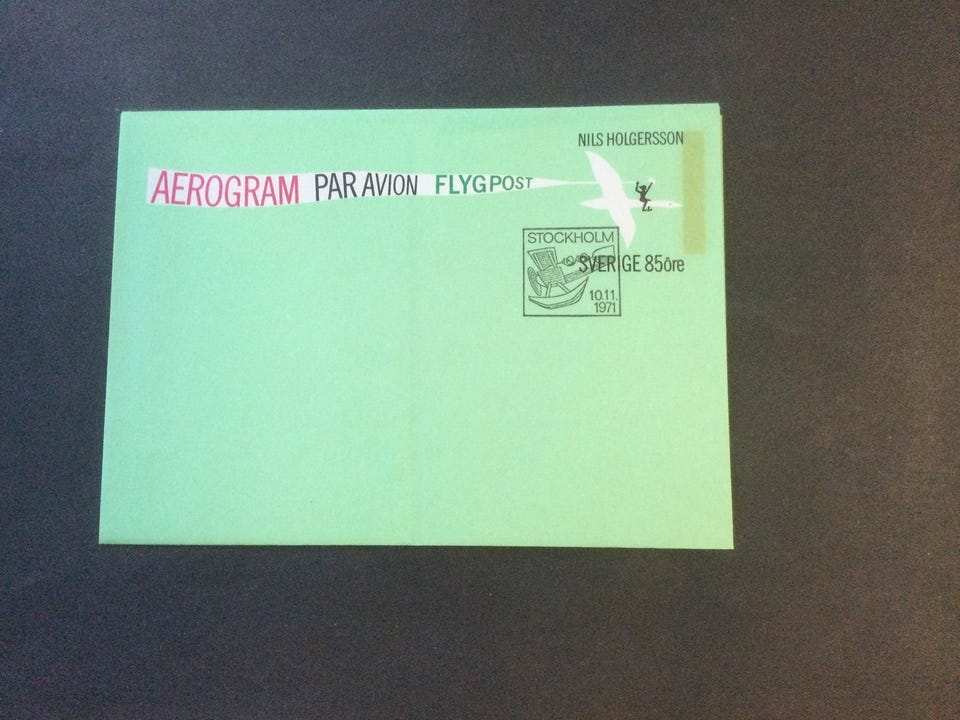 NILS HOLGERSSON
AEROGRAM PAR AVION FLYGPOST
STOCKHOLM
SVERIGE 85öre
10.11.
1971